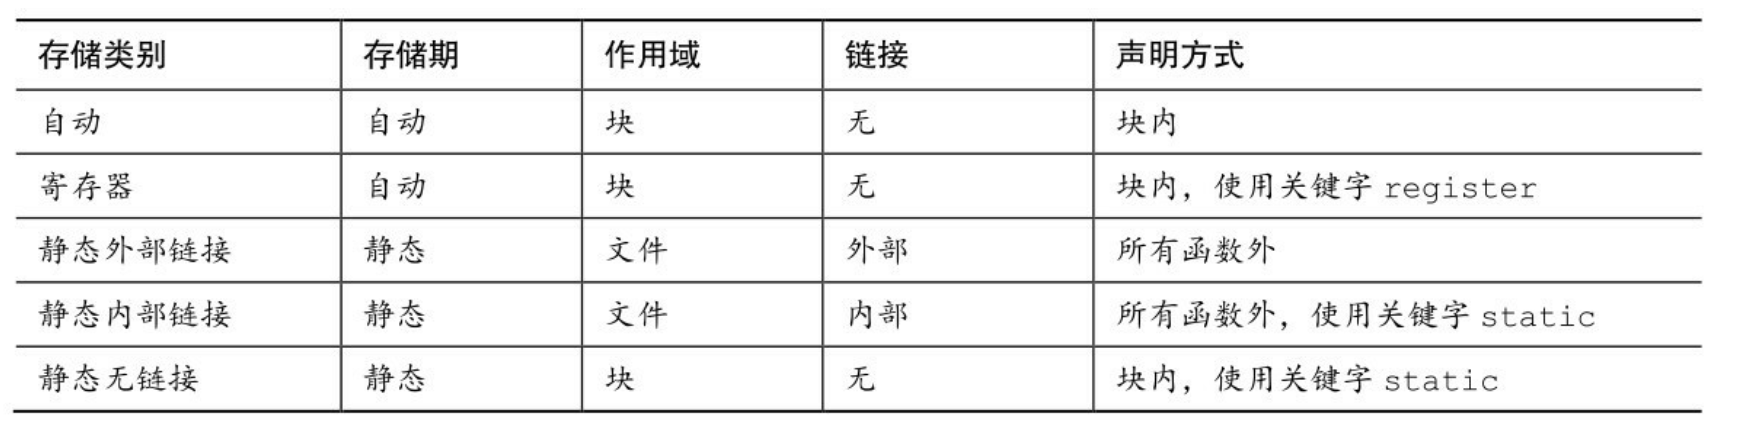 存储类别 存储期 作用域 链接 声明方式
自动 自动 块 无 块内
寄存器 自动 块 无 块内，使用关键字 register
静态外部链接 静态 文件 外部 所有函数外
静态内部链接 静态 文件 内部 所有函数外，使用关键字 static
静态无链接 静态 块 无 块内，使用关键字 static